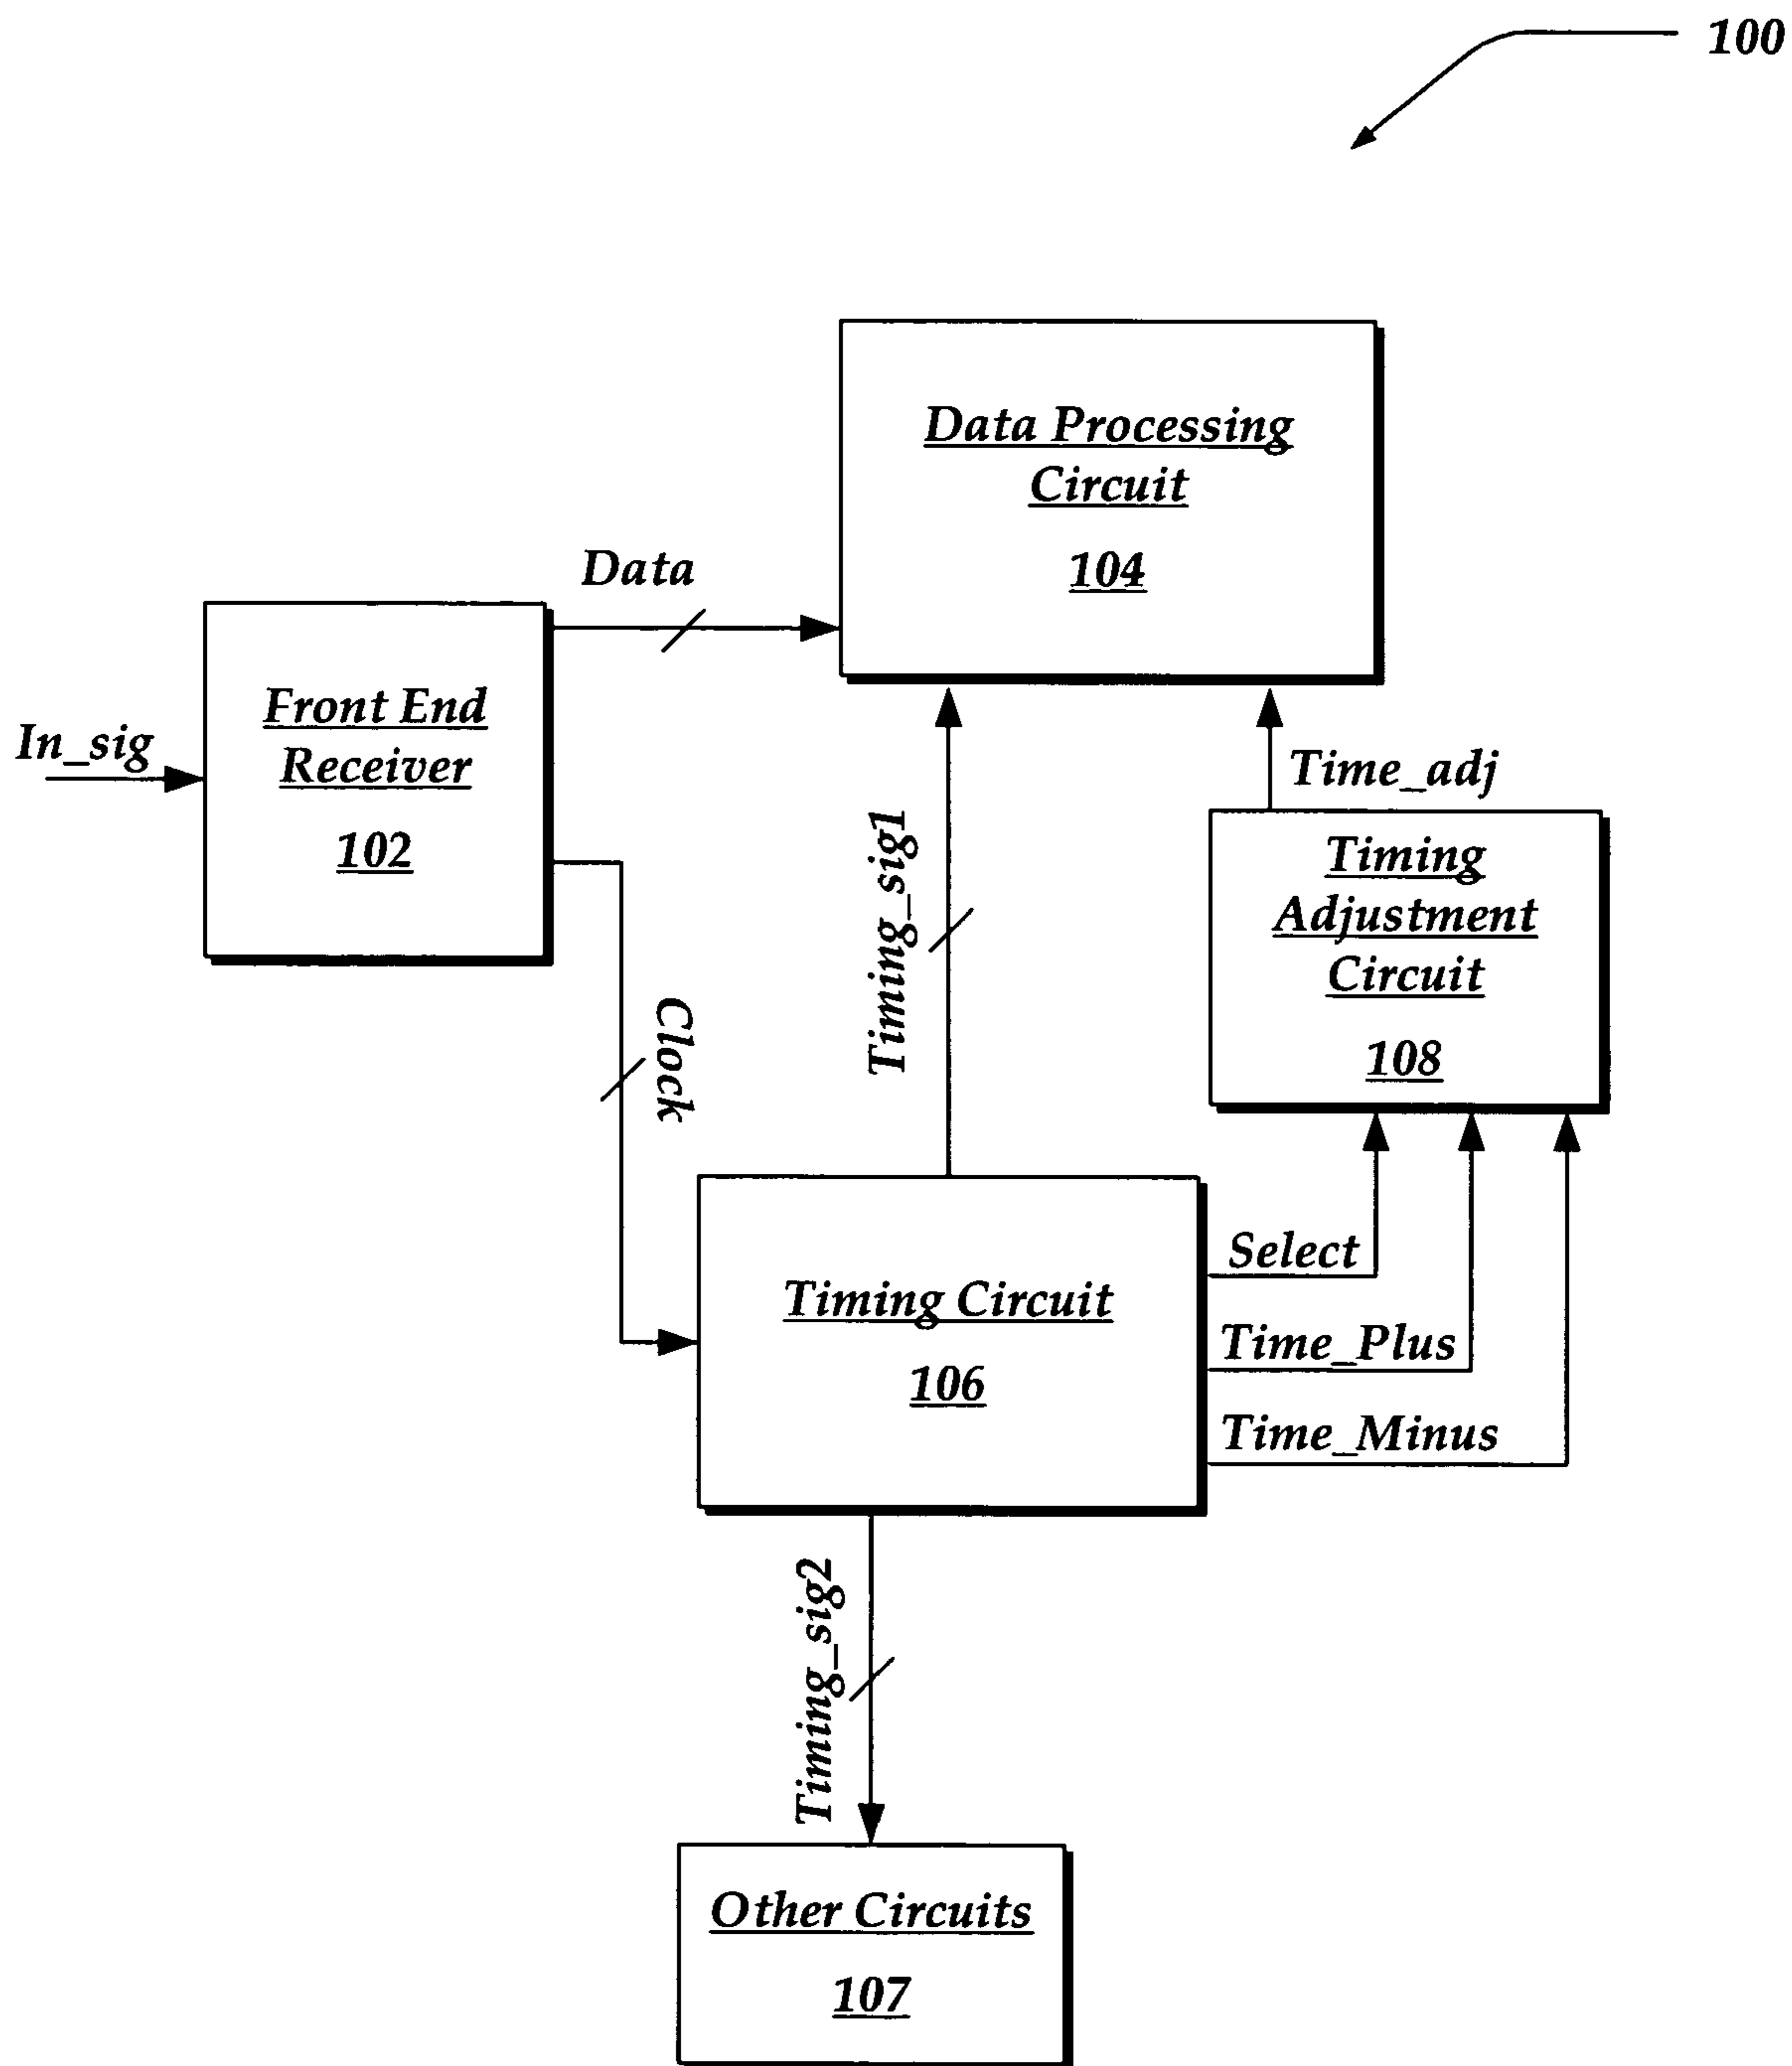 100
Data Processing
Circuit
104
Data
Front End
Receiver
102
In_sig
Time_adj
Timing
Adjustment
Circuit
108
Timing_sig1
Clock
Select
Timing Circuit
106
Time_Plus
Time_Minus
Timing_sig2
Other Circuits
107